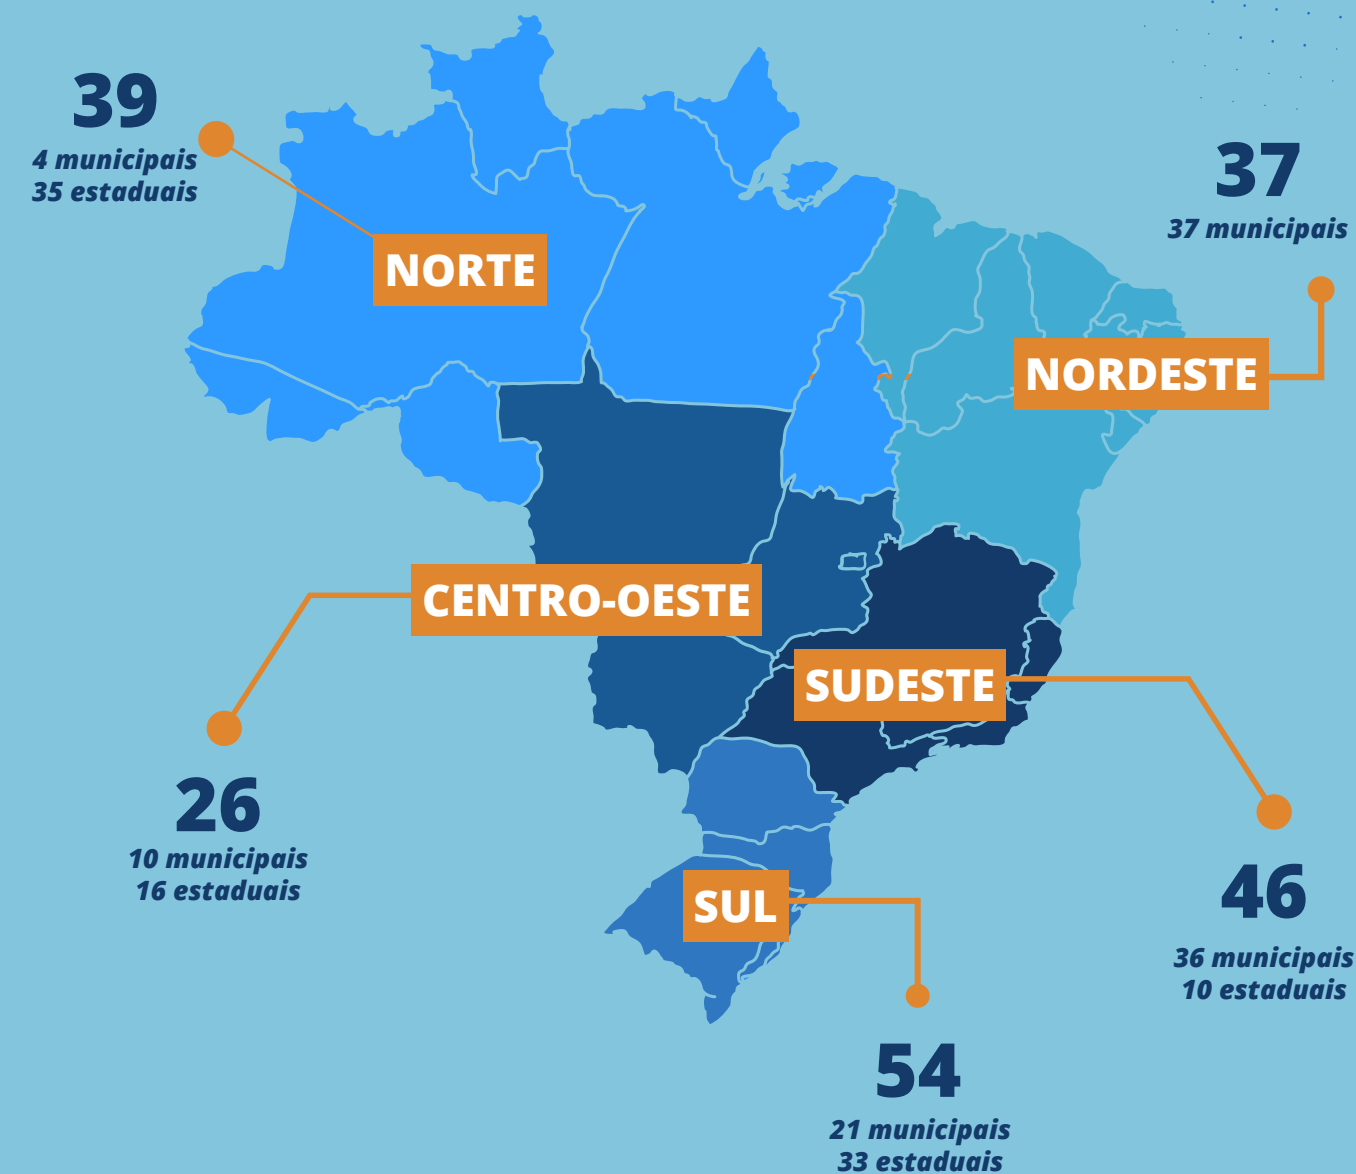 39
4 municipais
35 estaduais
NORTE
37
37 municipais
NORDESTE
CENTRO-OESTE
26
10 municipais
16 estaduais
SUDESTE
46
36 municipais
10 estaduais
SUL
54
21 municipais
33 estaduais